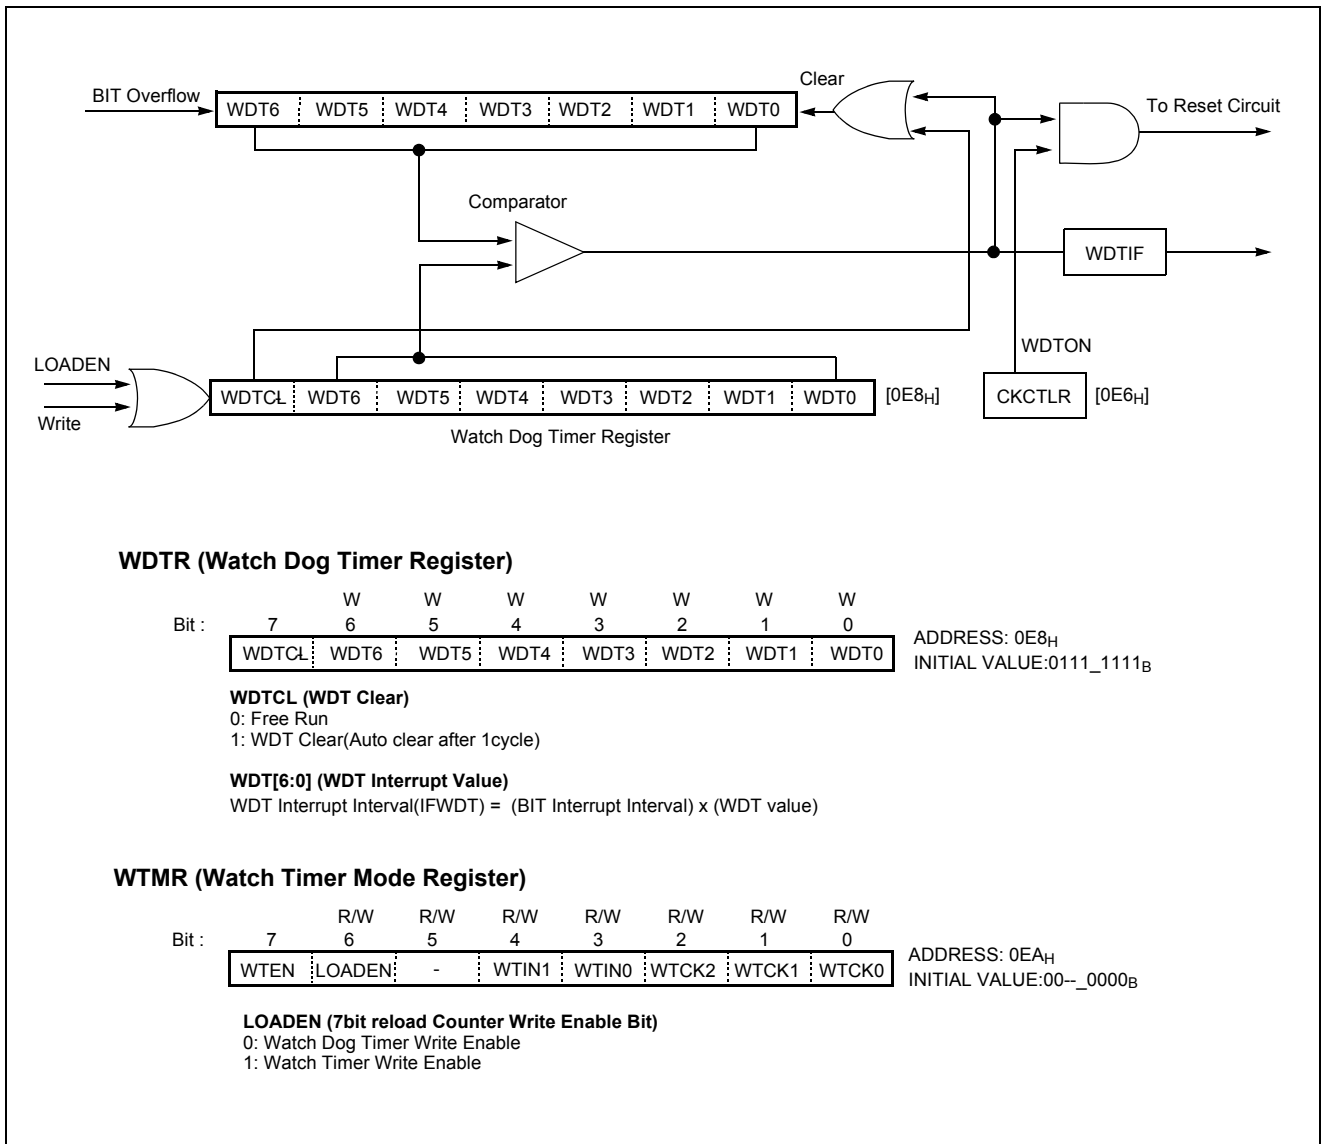 Clear
BIT Overflow
WDT6 WDT5 WDT4 WDT3 WDT2 WDT1 WDT0
To Reset Circuit
Comparator
WDTIF
WDTON
LOADEN
Write
WDTCL WDT6 WDT5 WDT4 WDT3 WDT2 WDT1 WDT0 [0E8H]
CKCTLR [0E6H]
Watch Dog Timer Register
WDTR (Watch Dog Timer Register)
W W W W W W W
Bit : 7 6 5 4 3 2 1 0
WDTCL WDT6 WDT5 WDT4 WDT3 WDT2 WDT1 WDT0
ADDRESS: 0E8H
INITIAL VALUE:0111_1111B
WDTCL (WDT Clear)
0: Free Run
1: WDT Clear(Auto clear after 1cycle)
WDT[6:0] (WDT Interrupt Value)
WDT Interrupt Interval(IFWDT) = (BIT Interrupt Interval) x (WDT value)
WTMR (Watch Timer Mode Register)
R/W R/W R/W R/W R/W R/W R/W
Bit : 7 6 5 4 3 2 1 0
WTEN LOADEN - WTIN1 WTIN0 WTCK2 WTCK1 WTCK0
ADDRESS: 0EAH
INITIAL VALUE:00--_0000B
LOADEN (7bit reload Counter Write Enable Bit)
0: Watch Dog Timer Write Enable
1: Watch Timer Write Enable